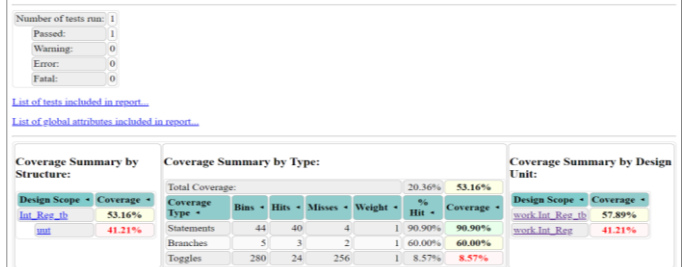 Number of tests run: 1
Passed: 1
Warning: 0
Error: 0
Fatal: 0
List of tests included in report...
List of global attributes included in report...
Coverage Summary by Structure:
Design Scope Coverage
Int_Reg_tb 53.16%
uut 41.21%
Coverage Summary by Type:
Total Coverage: 20.36% 53.16%
Coverage Type Bins Hits Misses Weight % Hit Coverage
Statements 44 40 4 1 90.90% 90.90%
Branches 5 3 2 1 60.00% 60.00%
Toggles 280 24 256 1 8.57% 8.57%
Coverage Summary by Design Unit:
Design Scope Coverage
work.Int_Reg_tb 57.89%
work.Int_Reg 41.21%